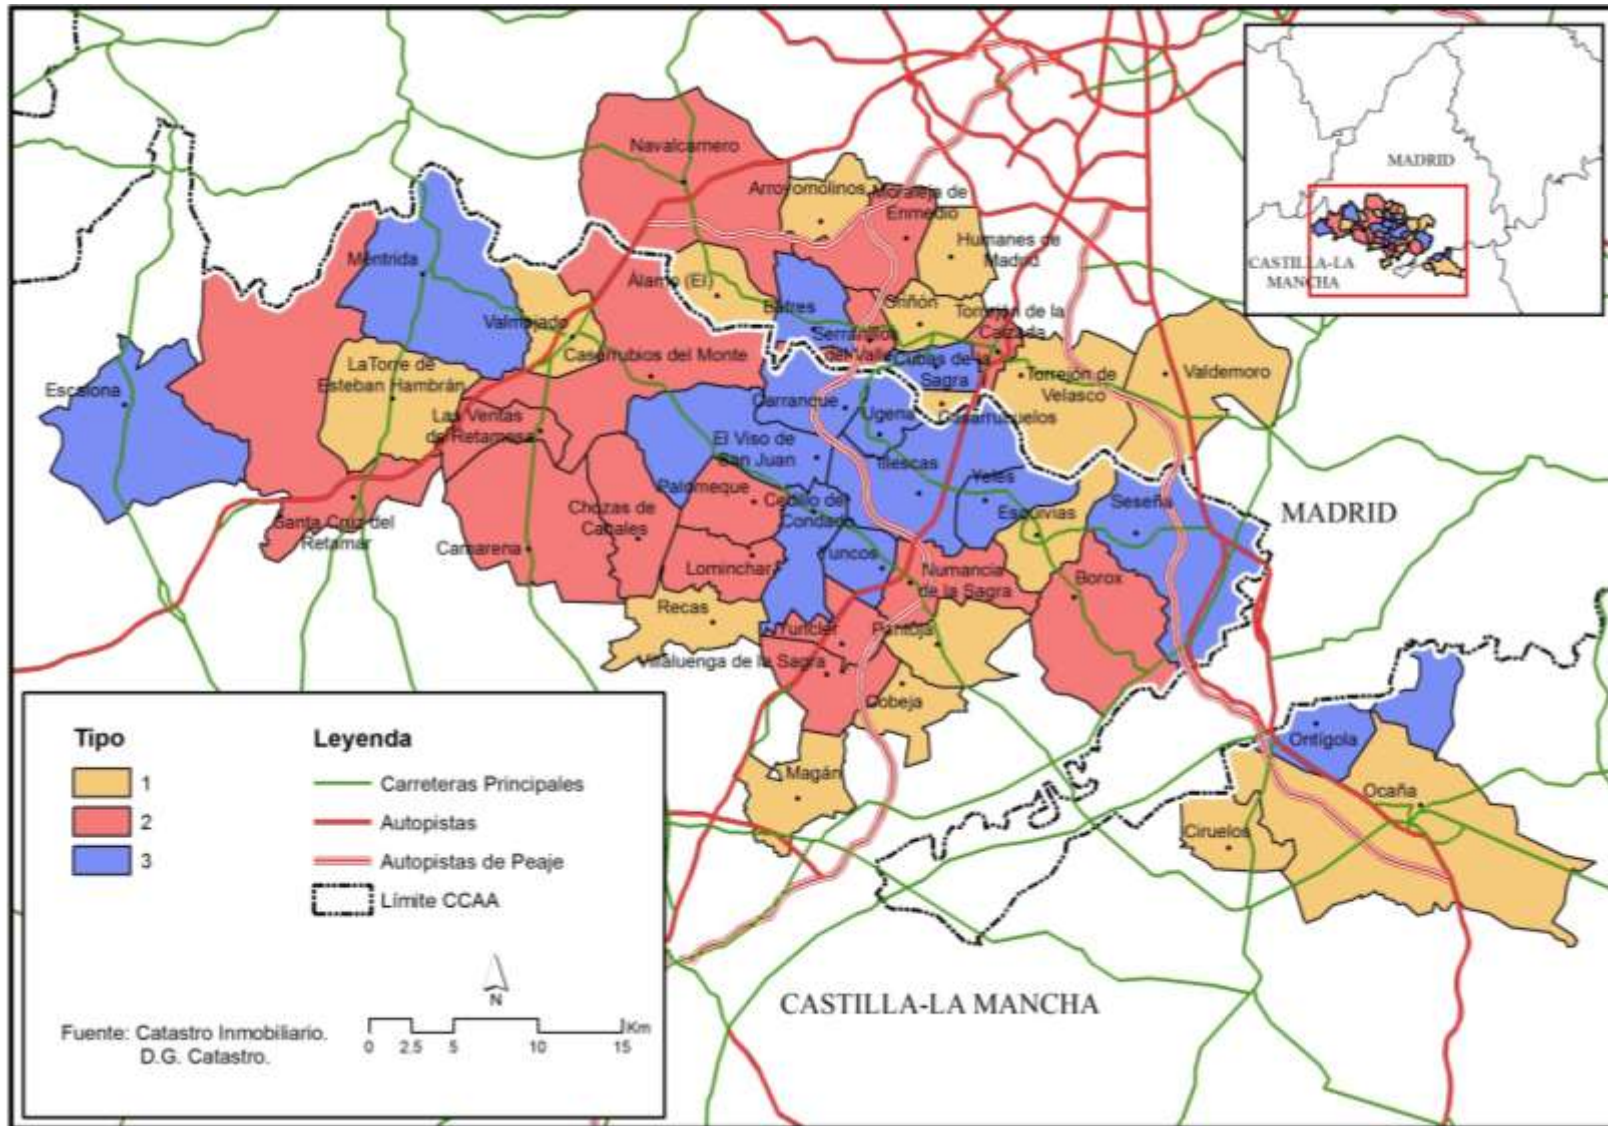 MADRID
CASTILLA-LA
MANCHA
Navalcarnero
Arroyomolinos
Moraleja de
Enmedio
Humanes de
Madrid
Méntrida
Álamo (El)
Batres
Griñón
Torrejón de la
Calzada
Valmojado
Serranillos
del Valle
Cubas de la
Sagra
Casarrubios del Monte
La Torre de
Esteban Hambrán
Escalona
Torrejón de
Velasco
Valdemoro
Carranque
Ugena
Casarrubuelos
Las Ventas
de Retamosa
El Viso de
San Juan
Illescas
Yeles
Palomeque
Cedillo del
Condado
Esquivias
Seseña
MADRID
Chozas de
Canales
Santa Cruz del
Retamar
Camarena
Yuncos
Lominchar
Numancia
de la Sagra
Borox
Recas
Yuncler
Pantoja
Villaluenga de la Sagra
Cobeja
Ontígola
Magán
Ocaña
Ciruelos
CASTILLA-LA MANCHA
Tipo
1
2
3
Leyenda
Carreteras Principales
Autopistas
Autopistas de Peaje
Límite CCAA
N
Km
0 2.5 5 10 15
Fuente: Catastro Inmobiliario.
D.G. Catastro.